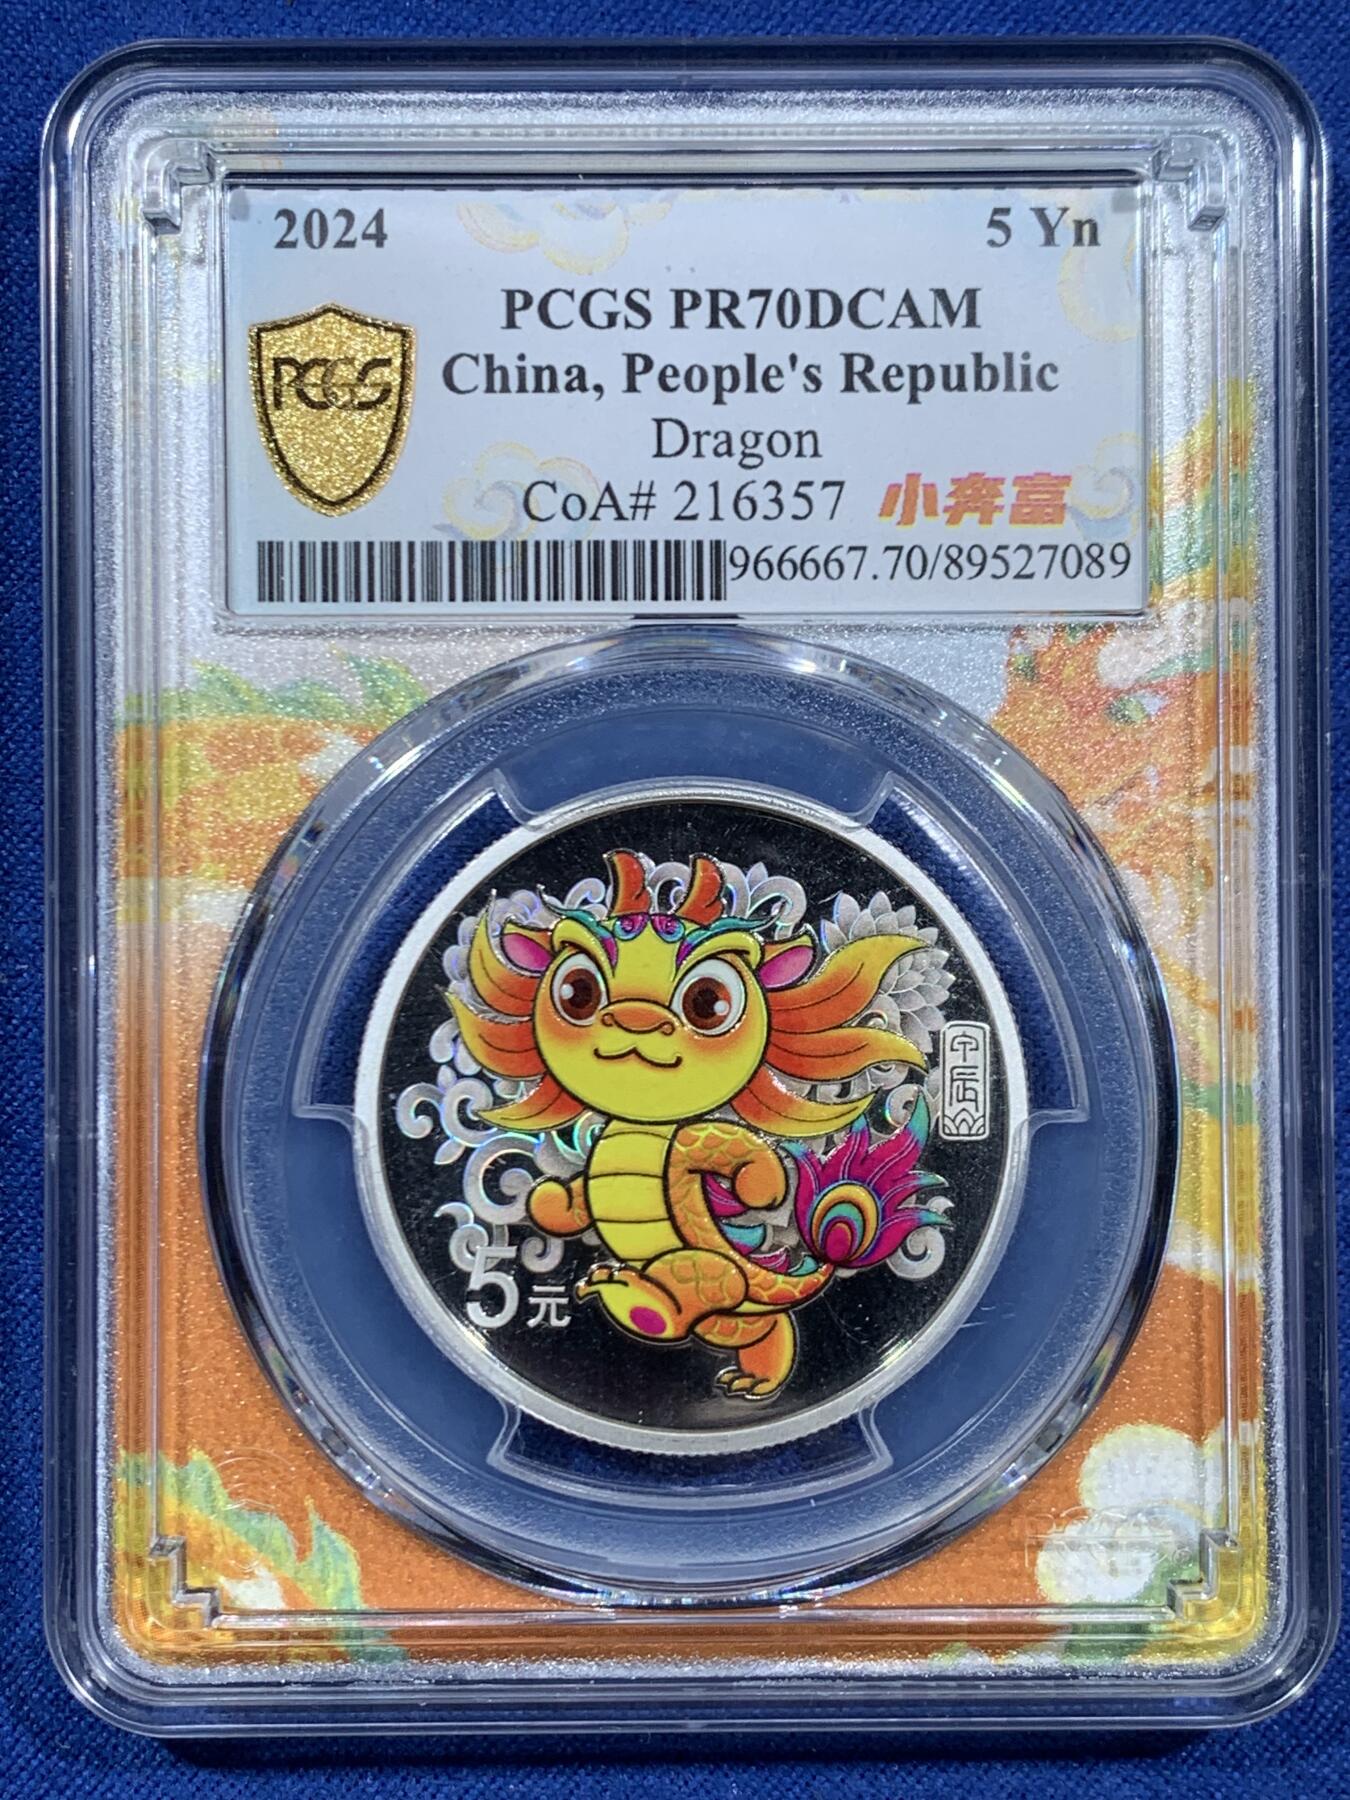 2024 5 Yn
PCGS PR70DCAM
PCGS China, People's Republic
Dragon
CoA# 216357 小奔富
966667.70/89527089
甲辰
5元